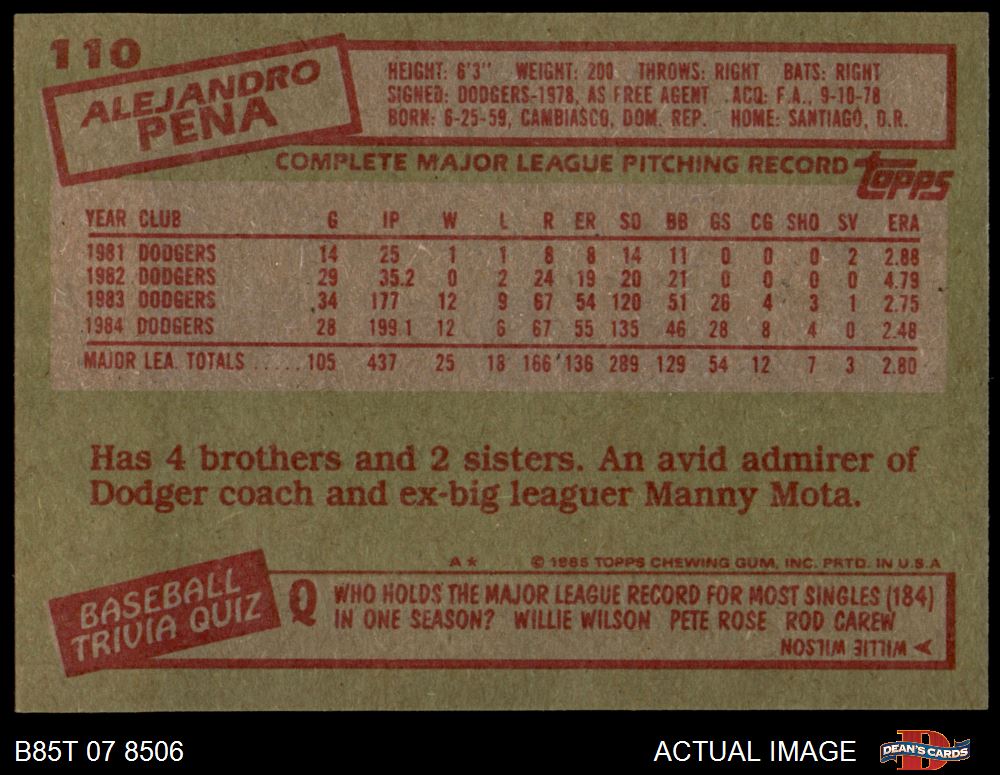 110
ALEJANDRO
PENA
HEIGHT: 6'3" WEIGHT: 200 THROWS: RIGHT BATS: RIGHT
SIGNED: DODGERS-1978, AS FREE AGENT ACQ: F.A., 9-10-78
BORN: 6-25-59, CAMBIASCO, DOM. REP. HOME: SANTIAGO, D.R.
COMPLETE MAJOR LEAGUE PITCHING RECORD
TOPPS
YEAR CLUB G IP W L R ER SO BB GS CG SHO SV ERA
1981 DODGERS 14 25 1 1 8 8 14 11 0 0 0 2 2.88
1982 DODGERS 29 35.2 0 2 24 19 20 21 0 0 0 0 4.79
1983 DODGERS 34 177 12 9 67 54 120 51 26 4 3 1 2.75
1984 DODGERS 28 199.1 12 6 67 55 135 46 28 8 4 0 2.48
MAJOR LEA. TOTALS ..... 105 437 25 18 166 136 289 129 54 12 7 3 2.80
Has 4 brothers and 2 sisters. An avid admirer of
Dodger coach and ex-big leaguer Manny Mota.
A* © 1985 TOPPS CHEWING GUM, INC. PRTD. IN U.S.A
BASEBALL
TRIVIA QUIZ
Q WHO HOLDS THE MAJOR LEAGUE RECORD FOR MOST SINGLES (184)
IN ONE SEASON? WILLIE WILSON PETE ROSE ROD CAREW
WILLIE WILSON
B85T 07 8506
ACTUAL IMAGE
D
DEAN'S CARDS